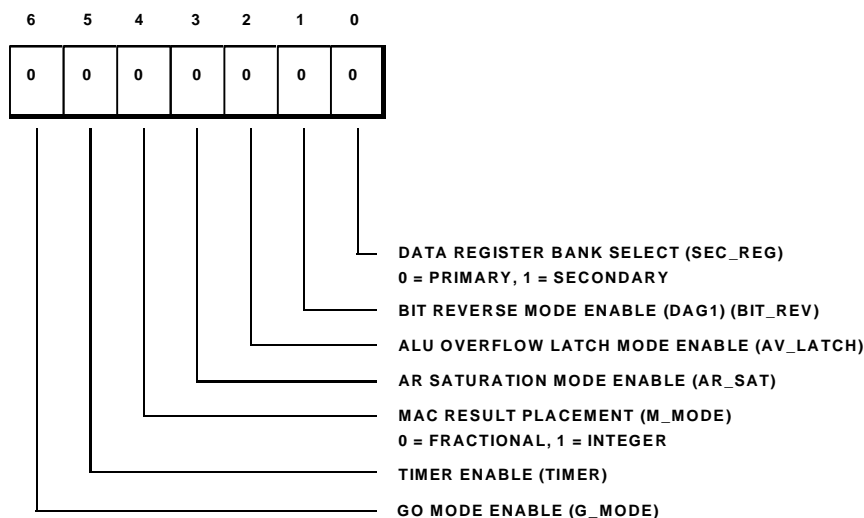 6 5 4 3 2 1 0
0 0 0 0 0 0 0
DATA REGISTER BANK SELECT (SEC_REG)
0 = PRIMARY, 1 = SECONDARY
BIT REVERSE MODE ENABLE (DAG1) (BIT_REV)
ALU OVERFLOW LATCH MODE ENABLE (AV_LATCH)
AR SATURATION MODE ENABLE (AR_SAT)
MAC RESULT PLACEMENT (M_MODE)
0 = FRACTIONAL, 1 = INTEGER
TIMER ENABLE (TIMER)
GO MODE ENABLE (G_MODE)